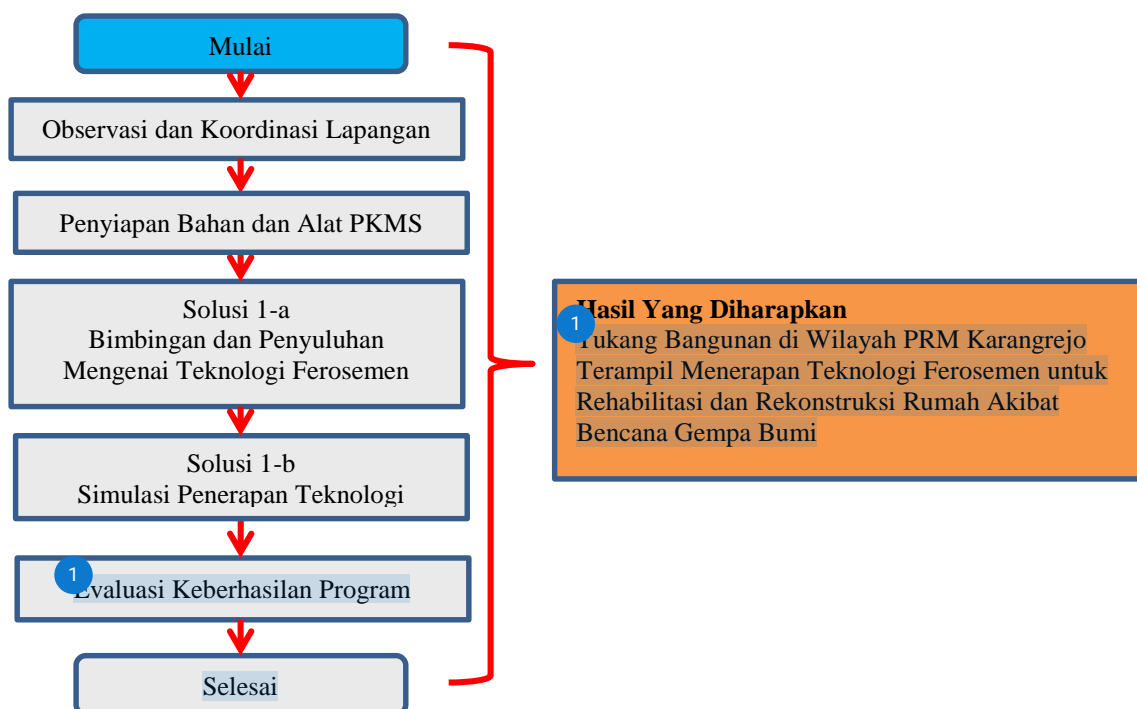 Mulai
Observasi dan Koordinasi Lapangan
Penyiapan Bahan dan Alat PKMS
Solusi 1-a
Bimbingan dan Penyuluhan
Mengenai Teknologi Ferosemen
Solusi 1-b
Simulasi Penerapan Teknologi
1
Evaluasi Keberhasilan Program
Selesai
Hasil Yang Diharapkan
1
Tukang Bangunan di Wilayah PRM Karangrejo
Terampil Menerapan Teknologi Ferosemen untuk
Rehabilitasi dan Rekonstruksi Rumah Akibat
Bencana Gempa Bumi